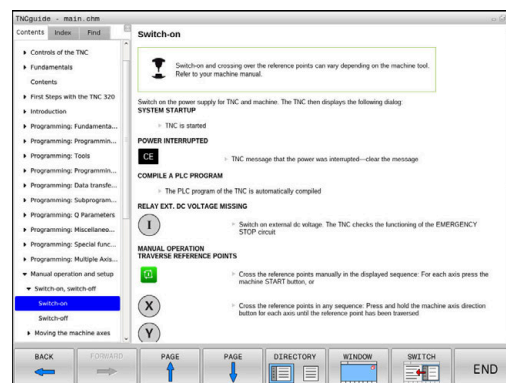 TNCguide - main.chm
Contents Index Find
Controls of the TNC
Fundamentals
Contents
First Steps with the TNC 320
Introduction
Programming: Fundamenta...
Programming: Programmin...
Programming: Tools
Programming: Programmin...
Programming: Data transfe...
Programming: Subprogram...
Programming: Q Parameters
Programming: Miscellaneo...
Programming: Special func...
Programming: Multiple Axis...
Manual operation and setup
Switch-on, switch-off
Switch-on
Switch-off
Moving the machine axes
Switch-on
Switch-on and crossing over the reference points can vary depending on the machine tool.
Refer to your machine manual.
Switch on the power supply for TNC and machine. The TNC then displays the following dialog:
SYSTEM STARTUP
TNC is started
POWER INTERRUPTED
CE
TNC message that the power was interrupted—clear the message
COMPILE A PLC PROGRAM
The PLC program of the TNC is automatically compiled
RELAY EXT. DC VOLTAGE MISSING
I
Switch on external dc voltage. The TNC checks the functioning of the EMERGENCY
STOP circuit
MANUAL OPERATION
TRAVERSE REFERENCE POINTS
Cross the reference points manually in the displayed sequence: For each axis press the
machine START button, or
X
Cross the reference points in any sequence: Press and hold the machine axis direction
button for each axis until the reference point has been traversed
Y
BACK FORWARD PAGE PAGE DIRECTORY WINDOW SWITCH END